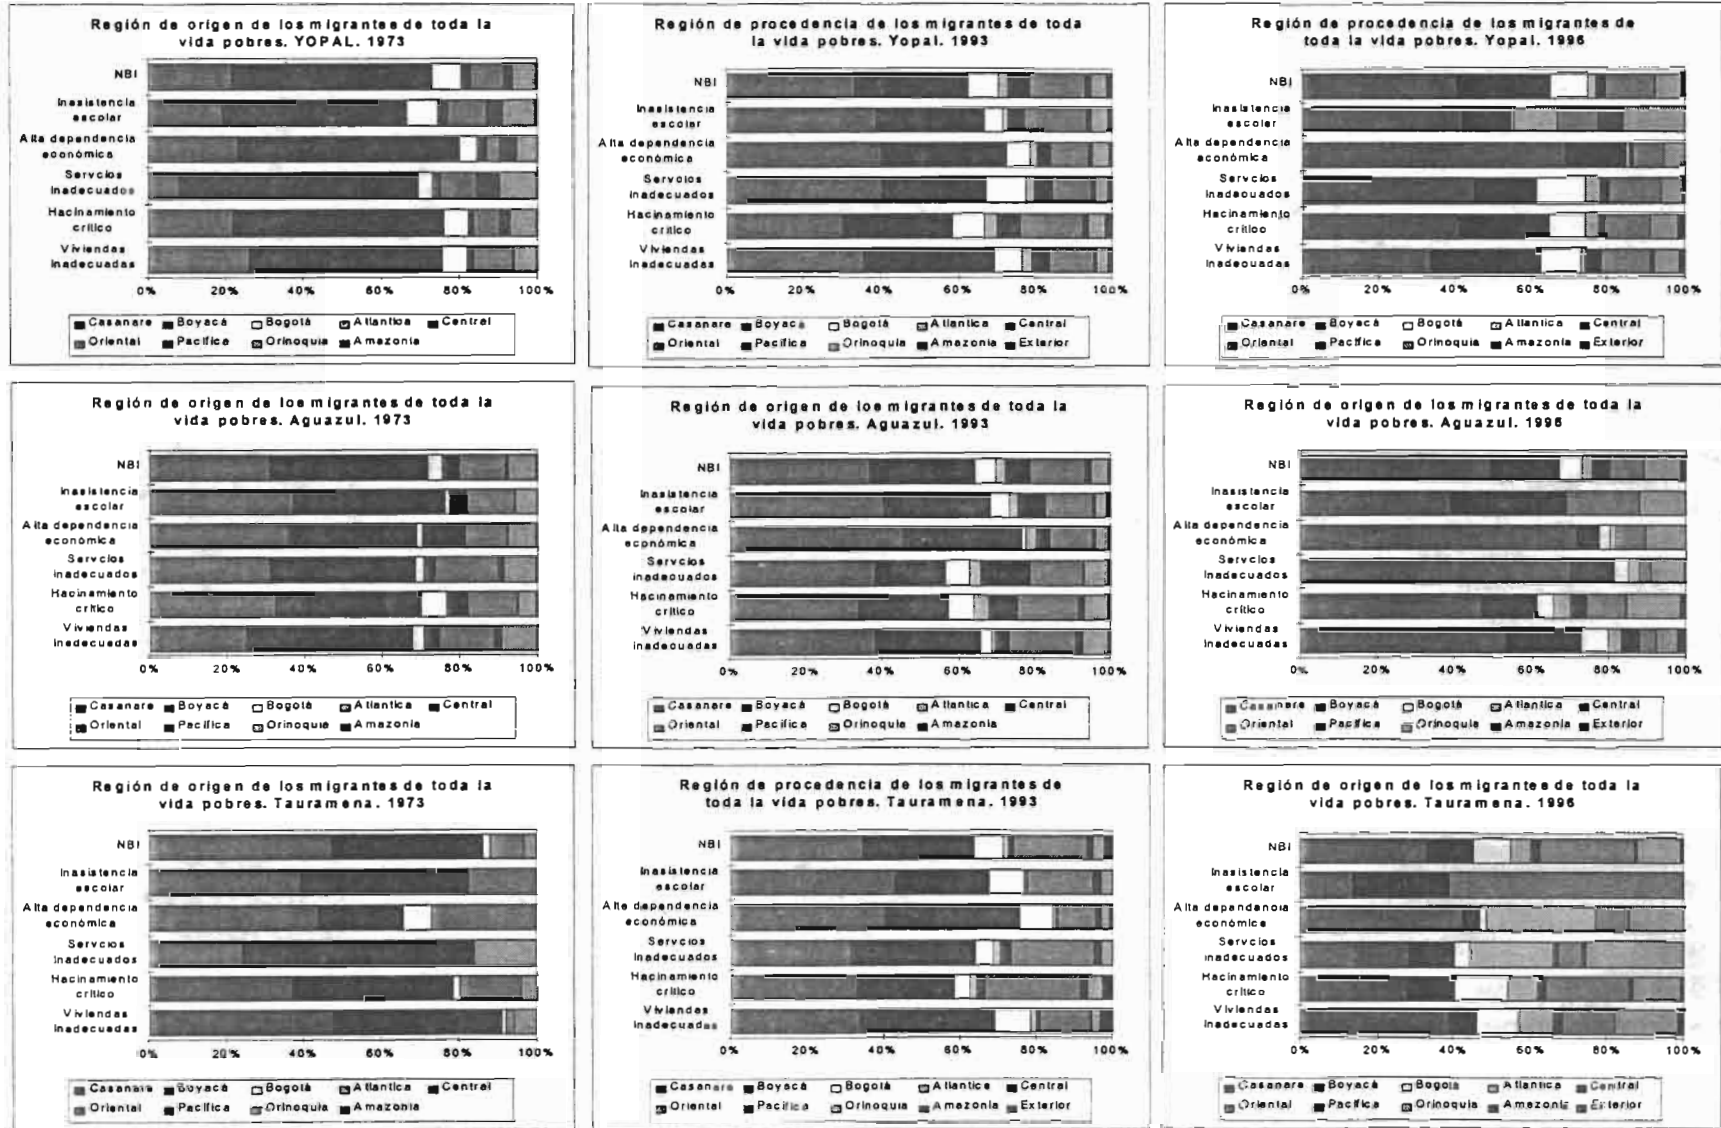 Región de origen de los migrantes de toda la
vida pobres. YOPAL. 1973
NBI
Inasistencia
escolar
Alta dependencia
económica
Servcios
inadecuados
Hacinamiento
crítico
Viviendas
inadecuadas
0% 20% 40% 60% 80% 100%
Casanare Boyacá Bogotá Atlantica Central
Oriental Pacífica Orinoquia Amazonia
Región de procedencia de los migrantes de toda
la vida pobres. Yopal. 1993
NBI
Inasistencia
escolar
Alta dependencia
económica
Servcios
inadecuados
Hacinamiento
crítico
Viviendas
inadecuadas
0% 20% 40% 60% 80% 100%
Casanare Boyacá Bogotá Atlantica Central
Oriental Pacífica Orinoquia Amazonia Exterior
Región de procedencia de los migrantes de
toda la vida pobres. Yopal. 1996
NBI
Inasistencia
escolar
Alta dependencia
económica
Servcios
inadecuados
Hacinamiento
crítico
Vivienda
inadecuadas
0% 20% 40% 60% 80% 100%
Casanare Boyacá Bogotá Atlantica Central
Oriental Pacífica Orinoquia Amazonia Exterior
Región de origen de los migrantes de toda la
vida pobres. Aguazul. 1973
NBI
Inasistencia
escolar
Alta dependencia
económica
Servcios
inadecuados
Hacinamiento
crítico
Viviendas
inadecuadas
0% 20% 40% 60% 80% 100%
Casanare Boyacá Bogotá Atlantica Central
Oriental Pacífica Orinoquia Amazonia
Región de origen de los migrantes de toda la
vida pobres. Aguazul. 1993
NBI
Inasistencia
escolar
Alta dependencia
económica
Servcios
inadecuados
Hacinamiento
crítico
Viviendas
inadecuadas
0% 20% 40% 60% 80% 100%
Casanare Boyacá Bogotá Atlantica Central
Oriental Pacífica Orinoquia Amazonia
Región de origen de los migrantes de toda la
vida pobres. Aguazul. 1996
NBI
Inasistencia
escolar
Alta dependencia
económica
Servcios
inadecuados
Hacinamiento
crítico
Viviendas
inadecuadas
0% 20% 40% 60% 80% 100%
Casanare Boyacá Bogotá Atlantica Central
Oriental Pacífica Orinoquia Amazonia Exterior
Región de origen de los migrantes de toda la
vida pobres. Tauramena. 1973
NBI
Inasistencia
escolar
Alta dependencia
económica
Servcios
inadecuados
Hacinamiento
crítico
Viviendas
inadecuadas
0% 20% 40% 60% 80% 100%
Casanare Boyacá Bogotá Atlantica Central
Oriental Pacífica Orinoquia Amazonia
Región de procedencia de los migrantes de
toda la vida pobres. Tauramena. 1993
NBI
Inasistencia
escolar
Alta dependencia
económica
Servcios
inadecuados
Hacinamiento
crítico
Viviendas
inadecuadas
0% 20% 40% 60% 80% 100%
Casanare Boyacá Bogotá Atlantica Central
Oriental Pacífica Orinoquia Amazonia Exterior
Región de origen de los migrantes de toda la
vida pobres. Tauramena. 1996
NBI
Inasistencia
escolar
Alta dependencia
económica
Servcios
inadecuados
Hacinamiento
crítico
Viviendas
inadecuadas
0% 20% 40% 60% 80% 100%
Casanare Boyacá Bogotá Atlantica Central
Oriental Pacífica Orinoquia Amazonia Exterior